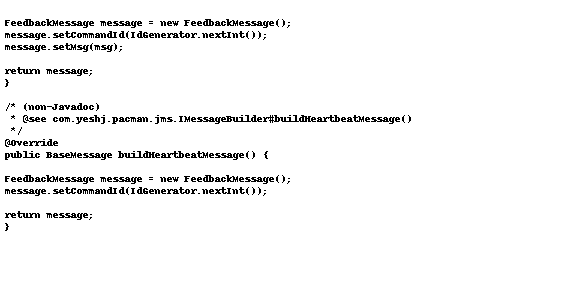 FeedbackMessage message = new FeedbackMessage();
message.setCommandId(IdGenerator.nextInt());
message.setMsg(msg);
return message;
}
/* (non-Javadoc)
 * @see com.yeshj.pacman.jms.IMessageBuilder#buildHeartbeatMessage()
 */
@Override
public BaseMessage buildHeartbeatMessage() {
FeedbackMessage message = new FeedbackMessage();
message.setCommandId(IdGenerator.nextInt());
return message;
}